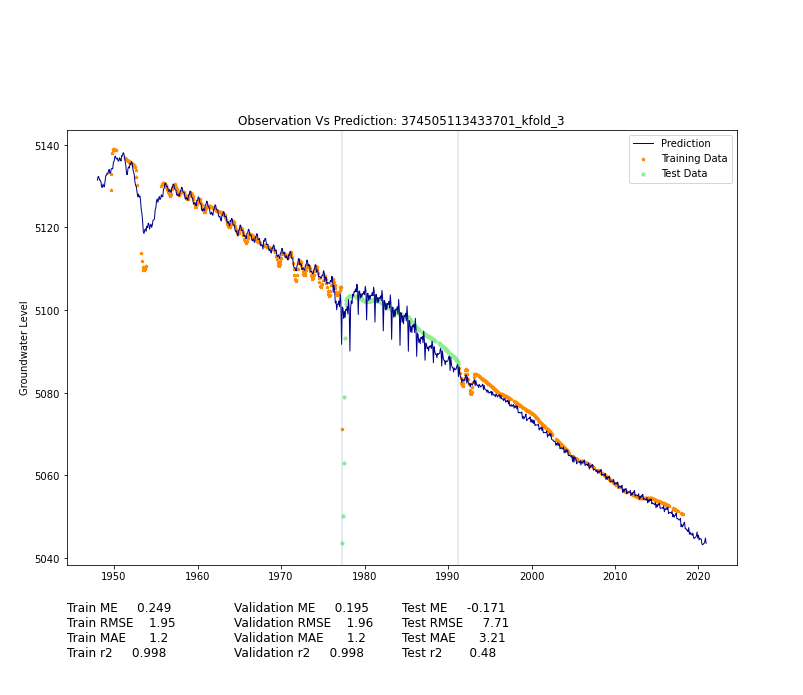 Observation Vs Prediction: 374505113433701_kfold_3
Prediction
Training Data
Test Data
Groundwater Level
5140
5120
5100
5080
5060
5040
1950 1960 1970 1980 1990 2000 2010 2020
Train ME 0.249 Validation ME 0.195 Test ME -0.171
Train RMSE 1.95 Validation RMSE 1.96 Test RMSE 7.71
Train MAE 1.2 Validation MAE 1.2 Test MAE 3.21
Train r2 0.998 Validation r2 0.998 Test r2 0.48